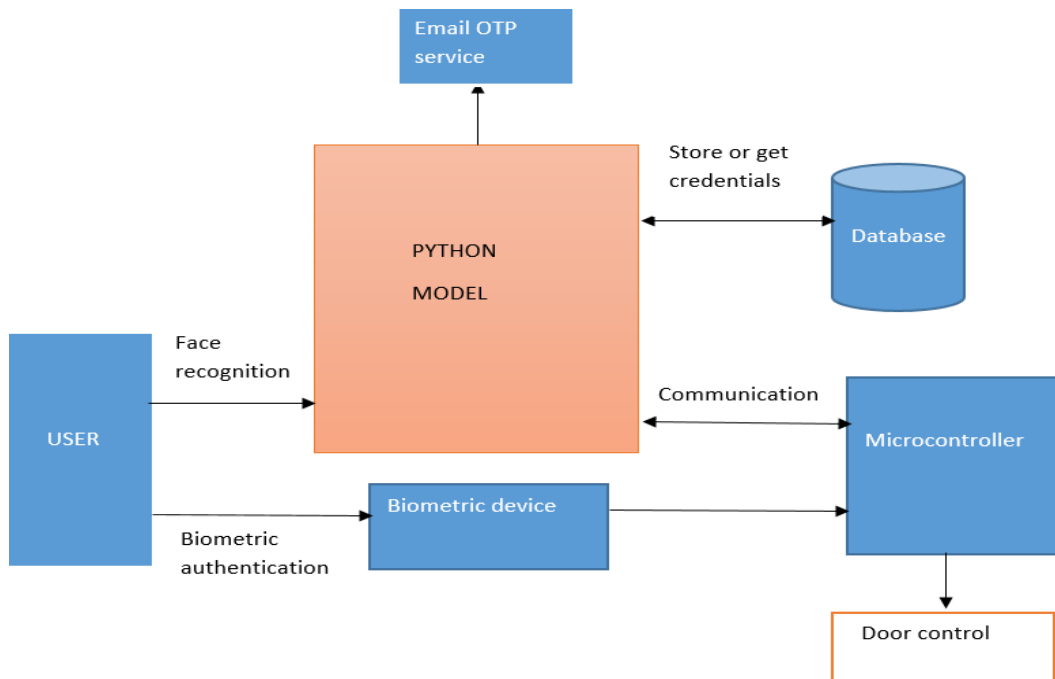 Email OTP
service
Store or get
credentials
Database
PYTHON
MODEL
Face
recognition
Communication
USER
Microcontroller
Biometric device
Biometric
authentication
Door control